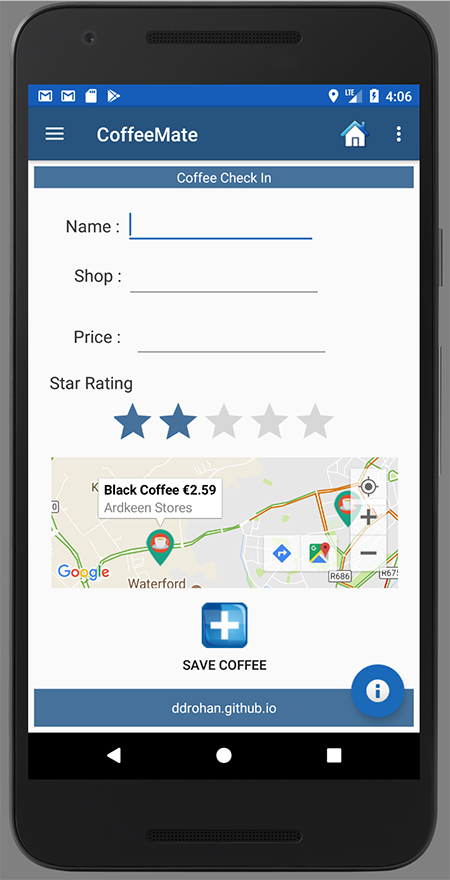 LTE 4:06
CoffeeMate
Coffee Check In
Name :
Shop :
Price :
Star Rating
Black Coffee €2.59
Ardkeen Stores
K
Google
Waterford
R686
R675
SAVE COFFEE
ddrohan.github.io